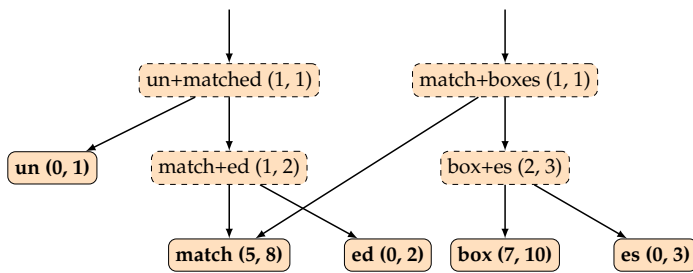 un+matched (1, 1)
match+boxes (1, 1)
un (0, 1)
match+ed (1, 2)
box+es (2, 3)
match (5, 8)
ed (0, 2)
box (7, 10)
es (0, 3)